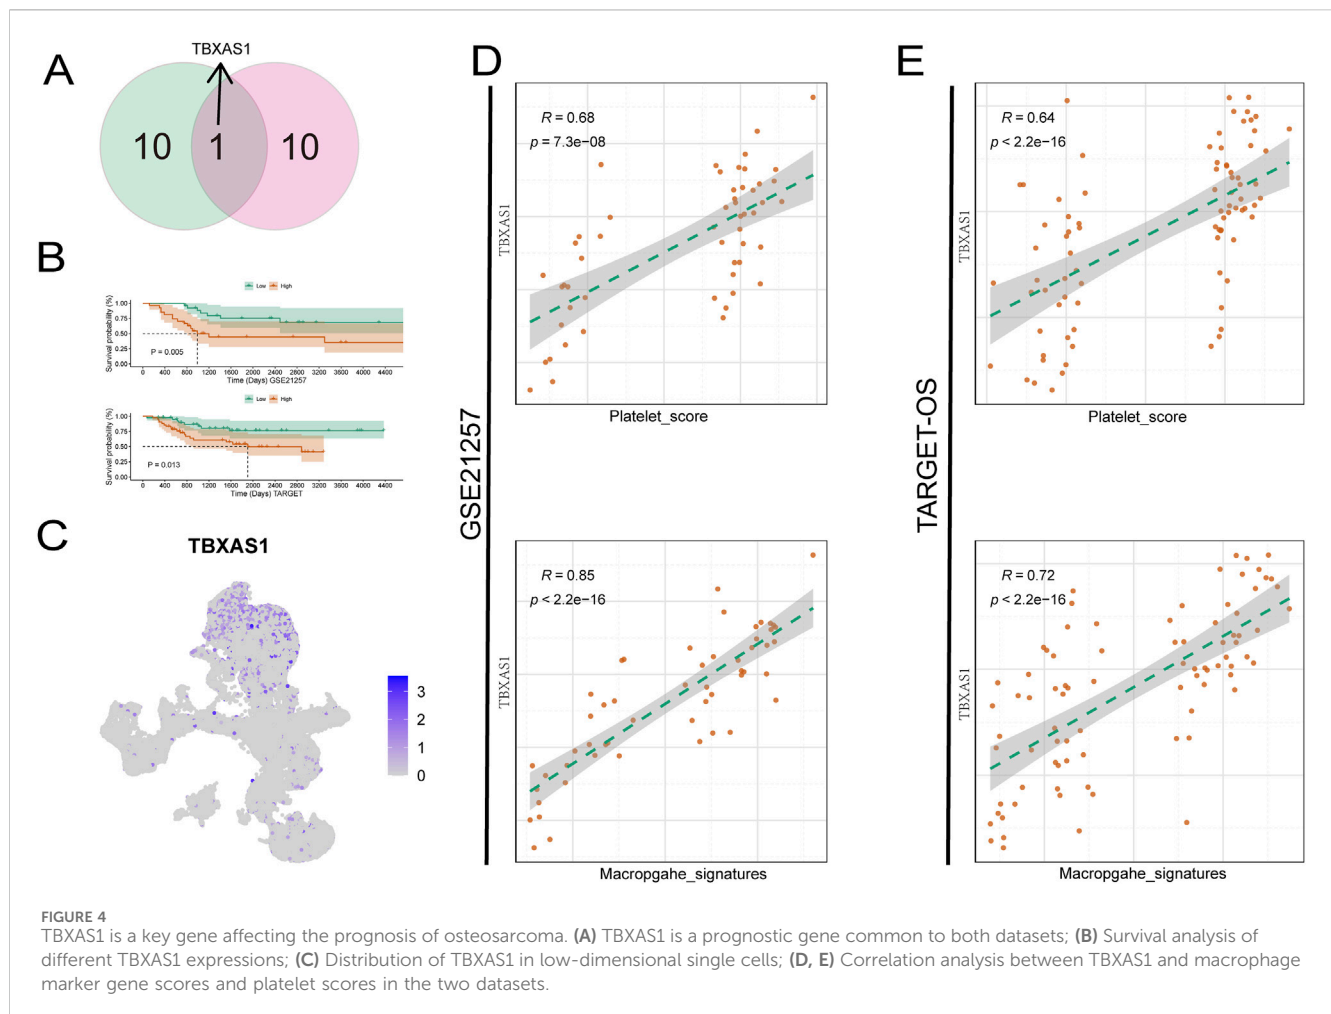 A
TBXAS1
10
1
10
B
Low
High
Survival probability (%)
1.00
0.75
0.50
0.25
0.00
P = 0.005
0 400 800 1200 1600 2000 2400 2800 3200 3600 4000 4400
Time (Days) GSE21257
Low
High
Survival probability (%)
1.00
0.75
0.50
0.25
0.00
P = 0.013
0 400 800 1200 1600 2000 2400 2800 3200 3600 4000 4400
Time (Days) TARGET
C
TBXAS1
3
2
1
0
D
GSE21257
R = 0.68
p = 7.3e−08
TBXAS1
Platelet_score
R = 0.85
p < 2.2e−16
TBXAS1
Macropgahe_signatures
E
TARGET-OS
R = 0.64
p < 2.2e−16
TBXAS1
Platelet_score
R = 0.72
p < 2.2e−16
TBXAS1
Macropgahe_signatures
FIGURE 4
TBXAS1 is a key gene affecting the prognosis of osteosarcoma. (A) TBXAS1 is a prognostic gene common to both datasets; (B) Survival analysis of
different TBXAS1 expressions; (C) Distribution of TBXAS1 in low-dimensional single cells; (D, E) Correlation analysis between TBXAS1 and macrophage
marker gene scores and platelet scores in the two datasets.